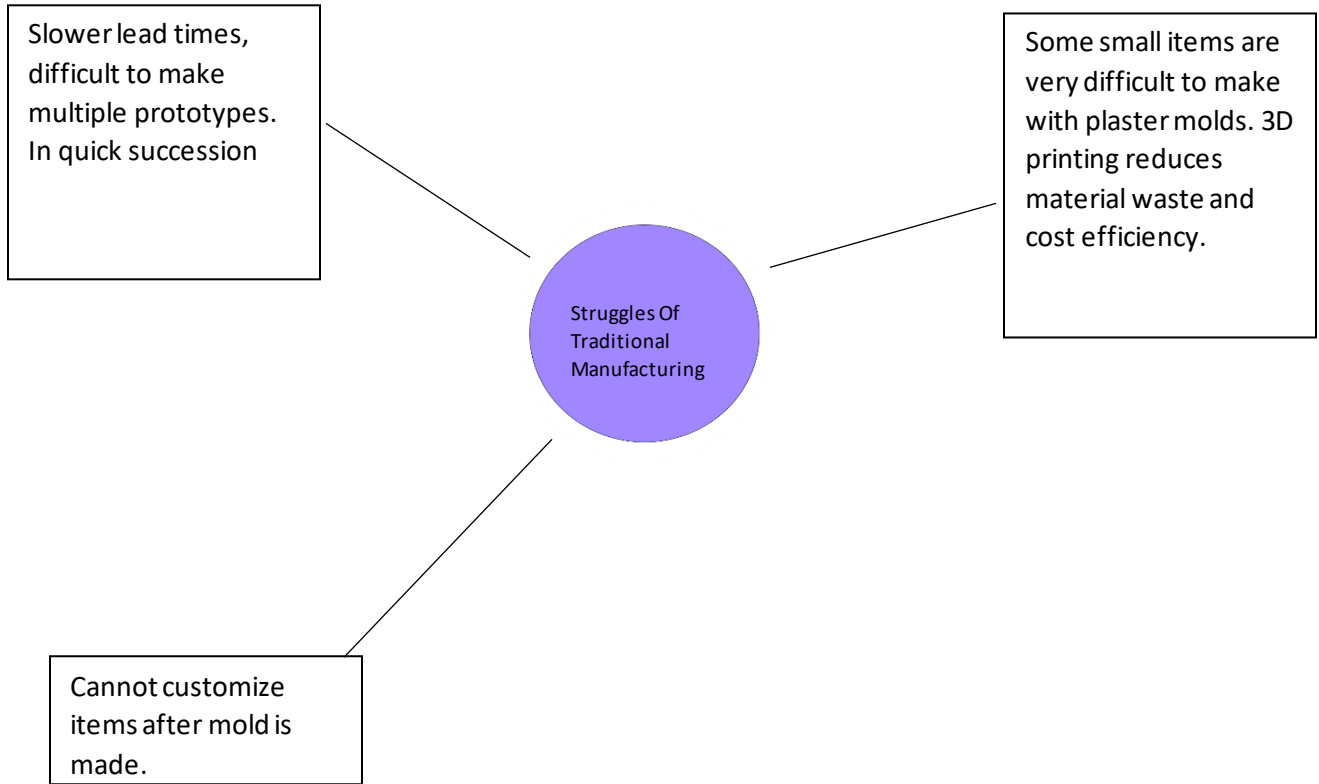 Slower lead times,
difficult to make
multiple prototypes.
In quick succession
Some small items are
very difficult to make
with plaster molds. 3D
printing reduces
material waste and
cost efficiency.
Struggles Of
Traditional
Manufacturing
Cannot customize
items after mold is
made.